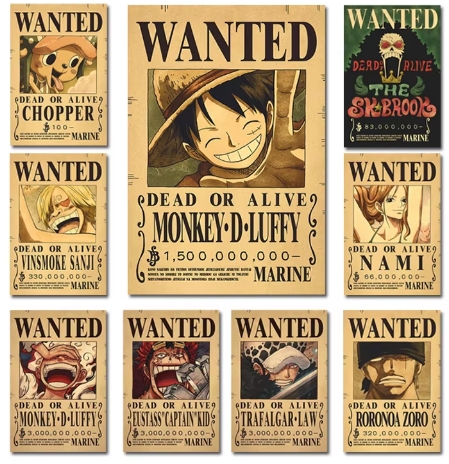 WANTED
DEAD OR ALIVE
CHOPPER
100-
MARINE
WANTED
DEAD OR ALIVE
MONKEY·D·LUFFY
1,500,000,000-
MARINE
WANTED
DEAD ALIVE
THE
SK BROOK
83,000,000-
MARINE
WANTED
DEAD OR ALIVE
VINSMOKE SANJI
330,000,000-
MARINE
WANTED
DEAD OR ALIVE
NAMI
66,000,000-
MARINE
WANTED
DEAD OR ALIVE
MONKEY·D·LUFFY
3,000,000,000-
MARINE
WANTED
DEAD OR ALIVE
EUSTASS"CAPTAIN"KID
3,000,000,000-
MARINE
WANTED
DEAD OR ALIVE
TRAFALGAR·LAW
3,000,000,000-
MARINE
WANTED
DEAD OR ALIVE
RORONOA ZORO
320,000,000-
MARINE